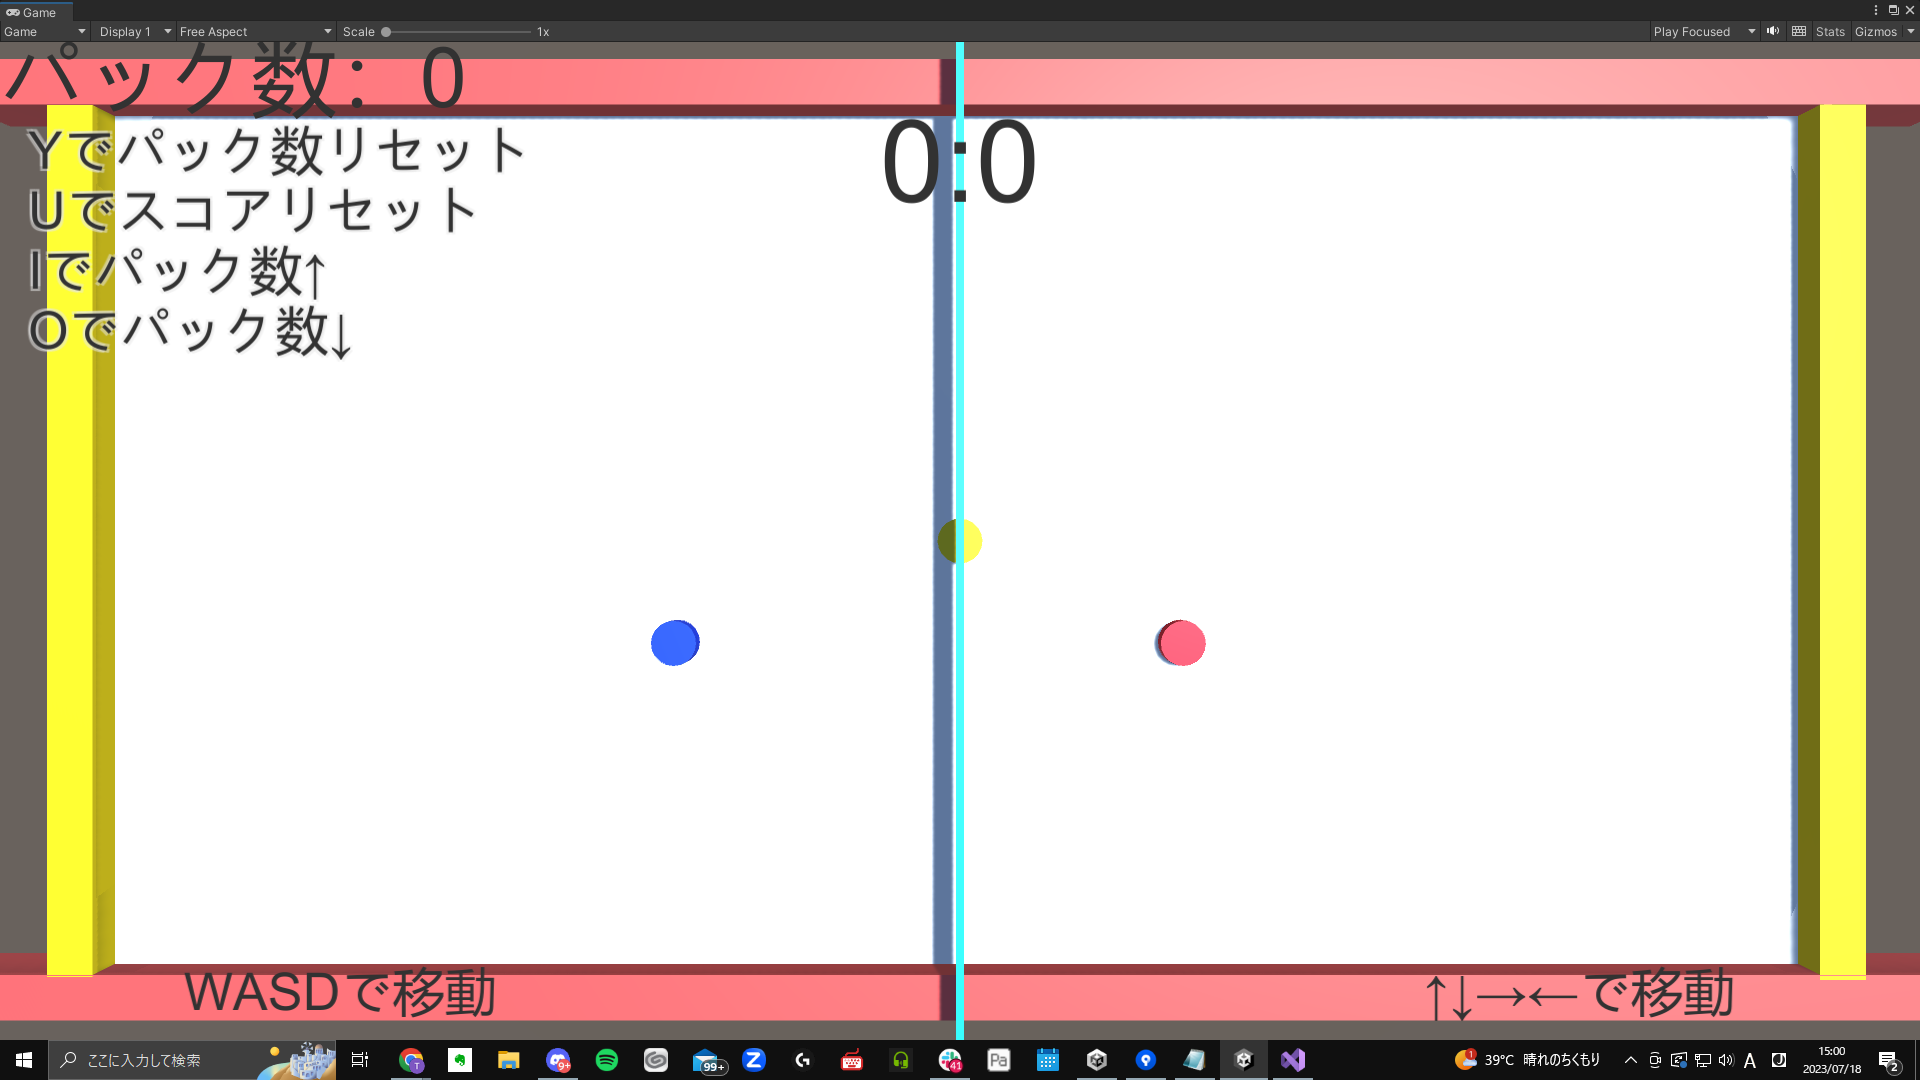 Game
Game Display 1 Free Aspect Scale 1x Play Focused Stats Gizmos
パック数: 0
Yでパック数リセット
0:0
Uでスコアリセット
Iでパック数↑
Oでパック数↓
WASDで移動
↑↓→←で移動
ここに入力して検索
9+
99+
41
Pa
1
39°C 晴れのちくもり
A
15:00
2023/07/18
2